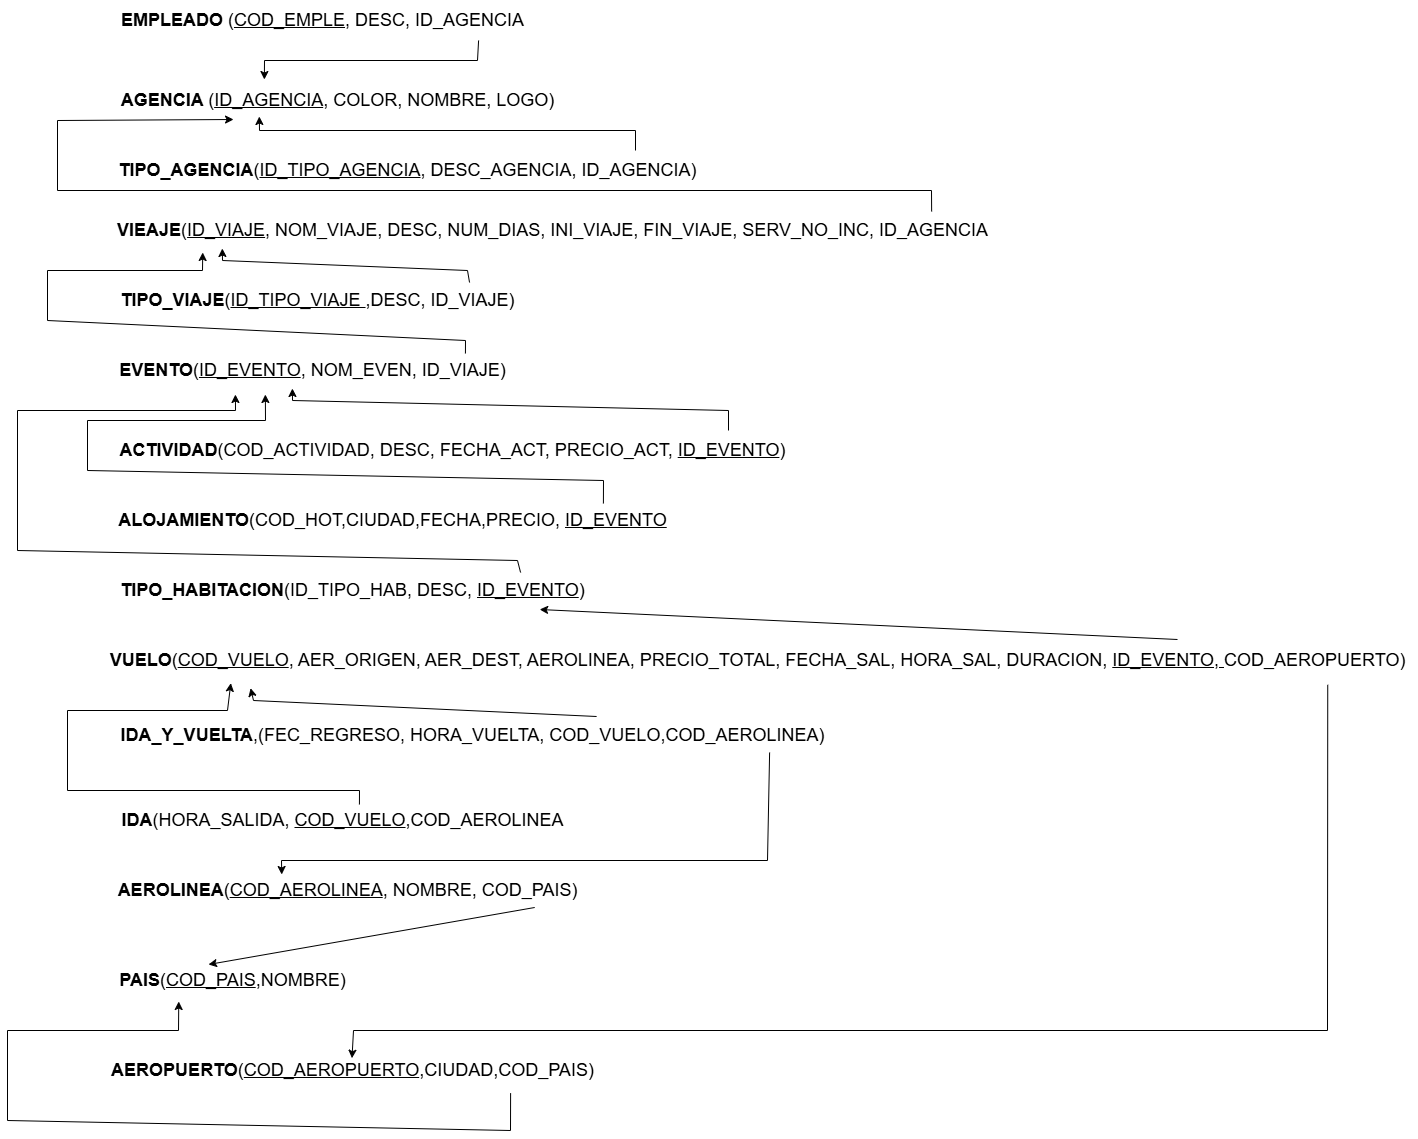 EMPLEADO (COD_EMPLE, DESC, ID_AGENCIA
AGENCIA (ID_AGENCIA, COLOR, NOMBRE, LOGO)
TIPO_AGENCIA(ID_TIPO_AGENCIA, DESC_AGENCIA, ID_AGENCIA)
VIEAJE(ID_VIAJE, NOM_VIAJE, DESC, NUM_DIAS, INI_VIAJE, FIN_VIAJE, SERV_NO_INC, ID_AGENCIA
TIPO_VIAJE(ID_TIPO_VIAJE ,DESC, ID_VIAJE)
EVENTO(ID_EVENTO, NOM_EVEN, ID_VIAJE)
ACTIVIDAD(COD_ACTIVIDAD, DESC, FECHA_ACT, PRECIO_ACT, ID_EVENTO)
ALOJAMIENTO(COD_HOT,CIUDAD,FECHA,PRECIO, ID_EVENTO
TIPO_HABITACION(ID_TIPO_HAB, DESC, ID_EVENTO)
VUELO(COD_VUELO, AER_ORIGEN, AER_DEST, AEROLINEA, PRECIO_TOTAL, FECHA_SAL, HORA_SAL, DURACION, ID_EVENTO, COD_AEROPUERTO)
IDA_Y_VUELTA,(FEC_REGRESO, HORA_VUELTA, COD_VUELO,COD_AEROLINEA)
IDA(HORA_SALIDA, COD_VUELO,COD_AEROLINEA
AEROLINEA(COD_AEROLINEA, NOMBRE, COD_PAIS)
PAIS(COD_PAIS,NOMBRE)
AEROPUERTO(COD_AEROPUERTO,CIUDAD,COD_PAIS)